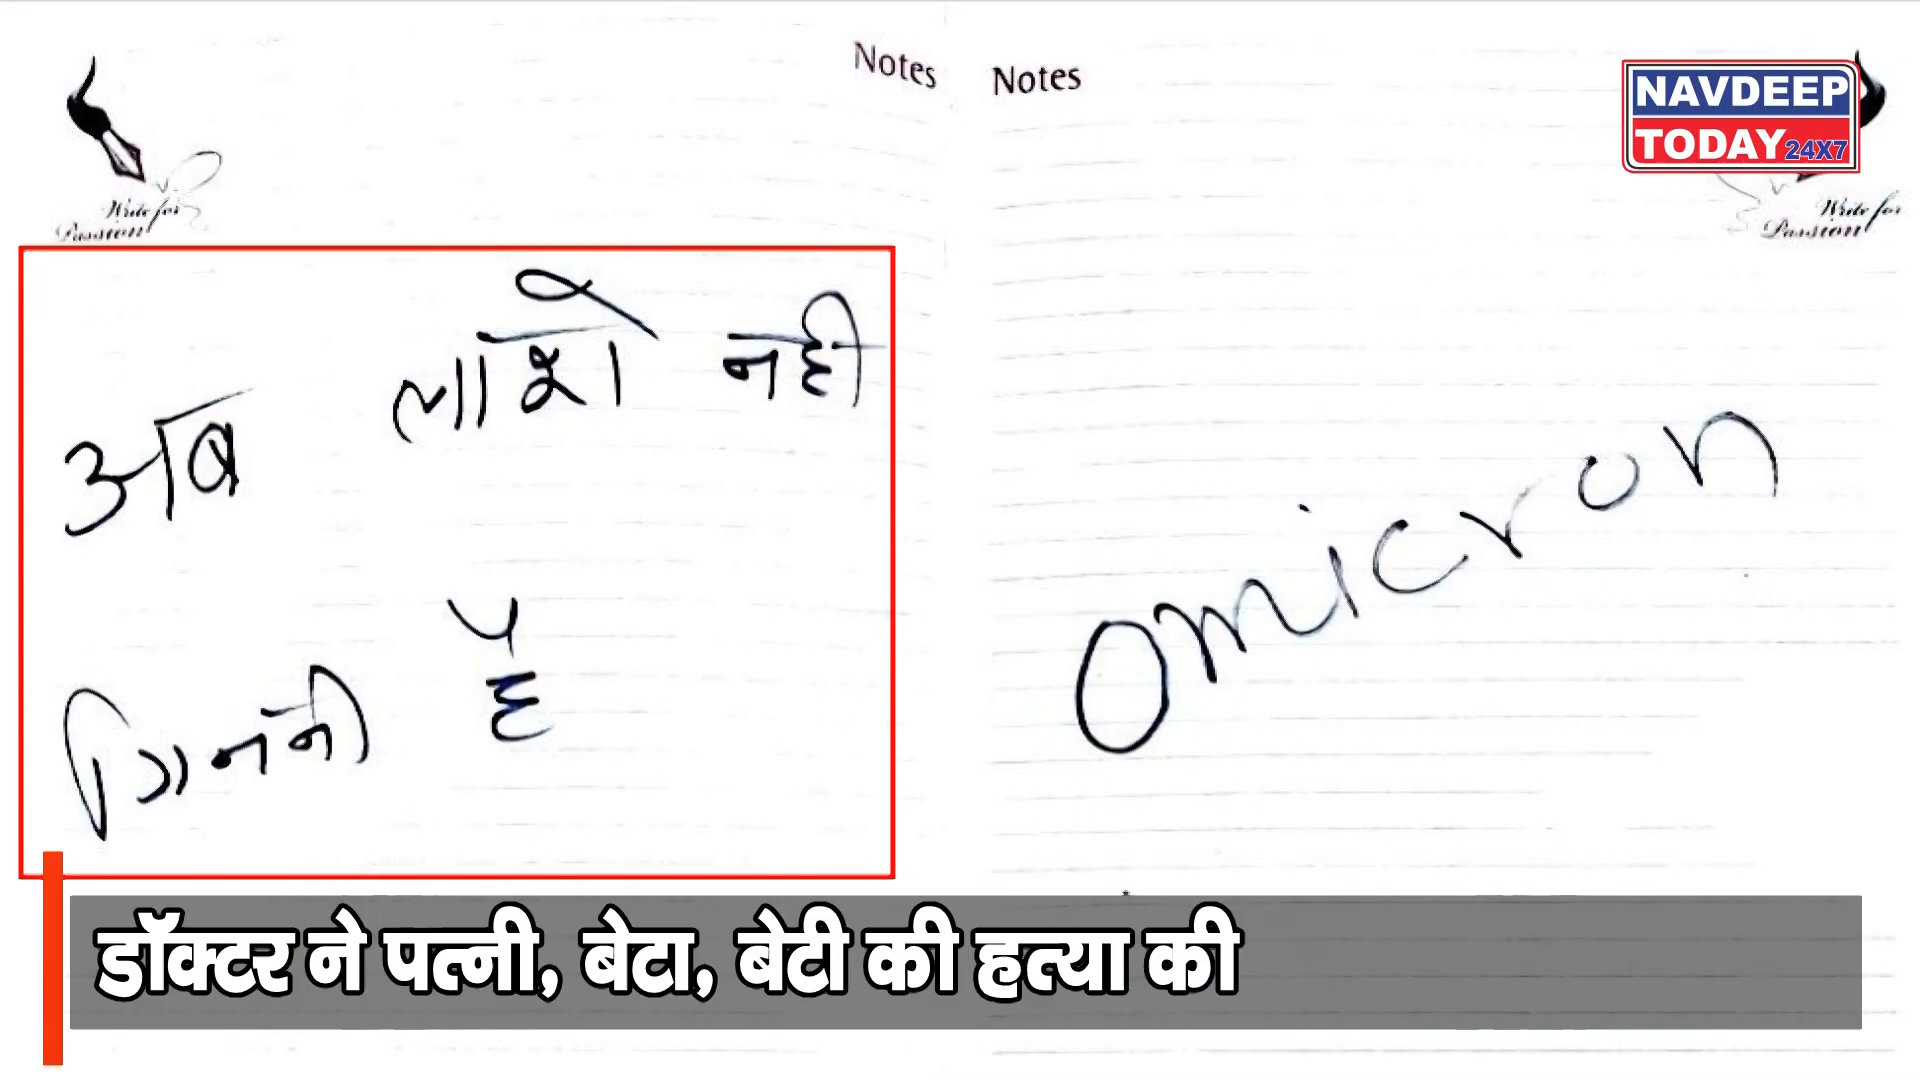 Notes
Write for
Passion
अब लाशे नही
गिननी है
Notes
NAVDEEP
TODAY 24X7
Write for
Passion
omicron
डॉक्टर ने पत्नी, बेटा, बेटी की हत्या की